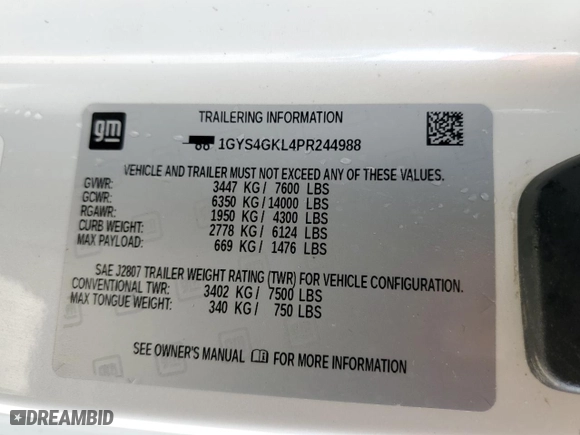 gm
TRAILERING INFORMATION
1GYS4GKL4PR244988
VEHICLE AND TRAILER MUST NOT EXCEED ANY OF THESE VALUES.
GVWR: 3447 KG / 7600 LBS
GCWR: 6350 KG / 14000 LBS
RGAWR: 1950 KG / 4300 LBS
CURB WEIGHT: 2778 KG / 6124 LBS
MAX PAYLOAD: 669 KG / 1476 LBS
SAE J2807 TRAILER WEIGHT RATING (TWR) FOR VEHICLE CONFIGURATION.
CONVENTIONAL TWR: 3402 KG / 7500 LBS
MAX TONGUE WEIGHT: 340 KG / 750 LBS
SEE OWNER'S MANUAL FOR MORE INFORMATION
DREAMBID